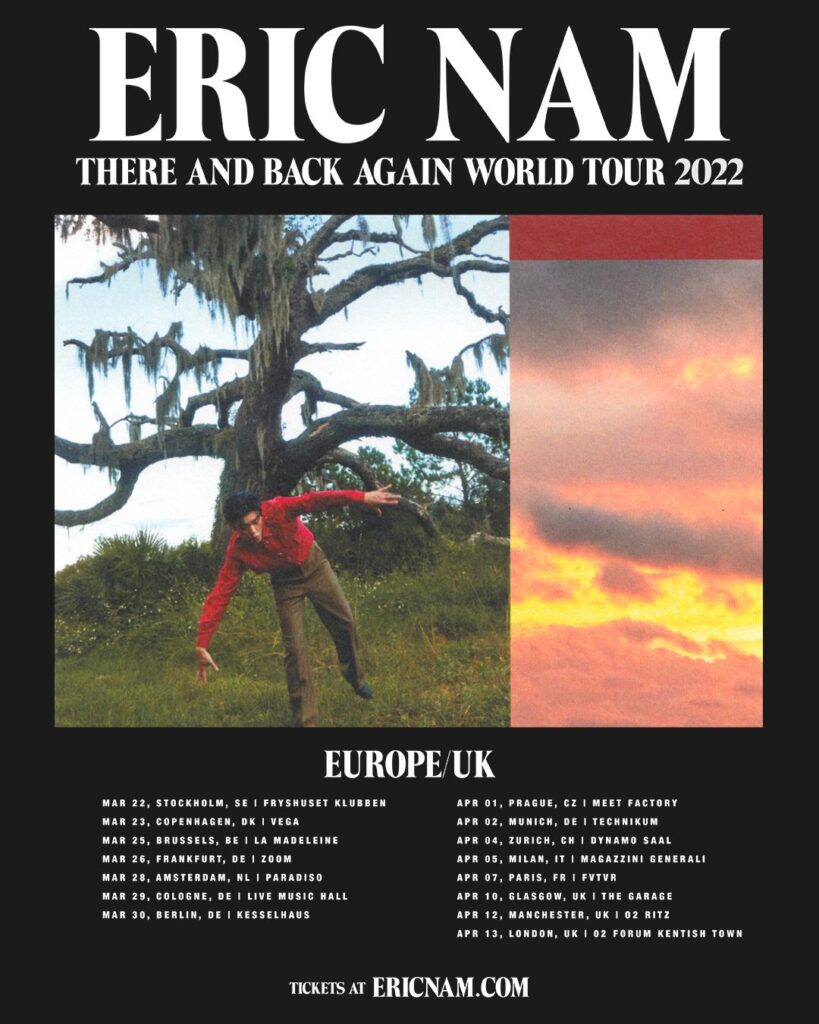 ERIC NAM
THERE AND BACK AGAIN WORLD TOUR 2022
EUROPE/UK
MAR 22, STOCKHOLM, SE | FRYSHUSET KLUBBEN
MAR 23, COPENHAGEN, DK | VEGA
MAR 25, BRUSSELS, BE | LA MADELEINE
MAR 26, FRANKFURT, DE | ZOOM
MAR 28, AMSTERDAM, NL | PARADISO
MAR 29, COLOGNE, DE | LIVE MUSIC HALL
MAR 30, BERLIN, DE | KESSELHAUS
APR 01, PRAGUE, CZ | MEET FACTORY
APR 02, MUNICH, DE | TECHNIKUM
APR 04, ZURICH, CH | DYNAMO SAAL
APR 05, MILAN, IT | MAGAZZINI GENERALI
APR 07, PARIS, FR | FVTVR
APR 10, GLASGOW, UK | THE GARAGE
APR 12, MANCHESTER, UK | O2 RITZ
APR 13, LONDON, UK | O2 FORUM KENTISH TOWN
TICKETS AT ERICNAM.COM